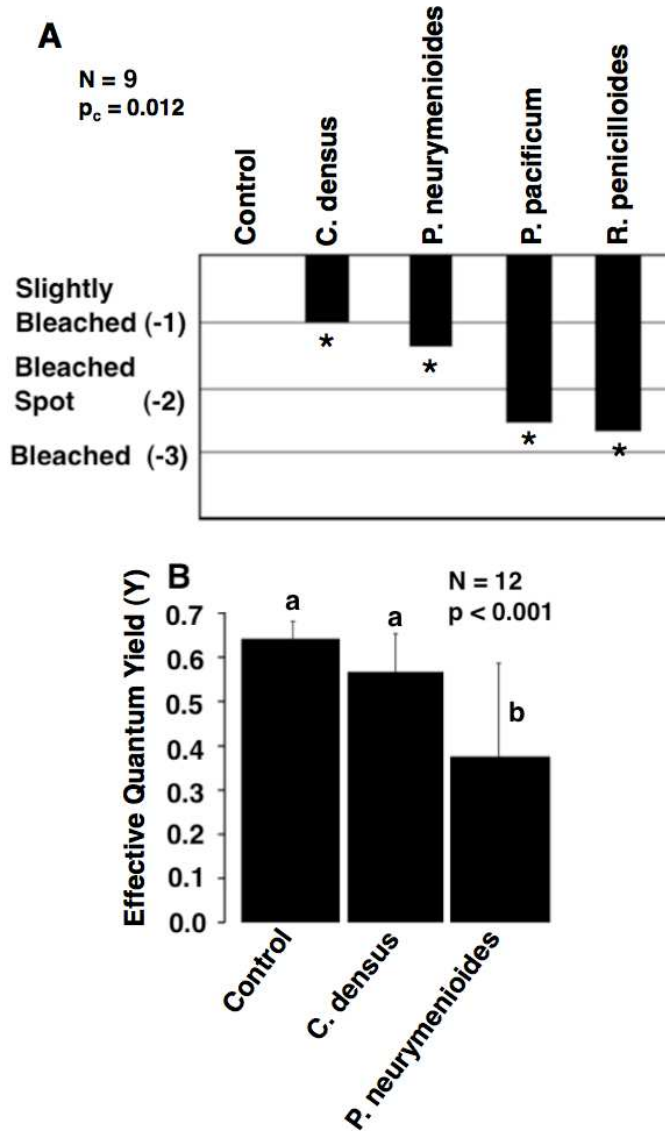 A
N = 9
p_c = 0.012
Control
C. densus
P. neurymenioides
P. pacificum
R. penicilloides
Slightly
Bleached (-1)
Bleached
Spot (-2)
Bleached (-3)
*
*
*
*
B
N = 12
p < 0.001
Effective Quantum Yield (Y)
0.7
0.6
0.5
0.4
0.3
0.2
0.1
0.0
a
a
b
Control
C. densus
P. neurymenioides